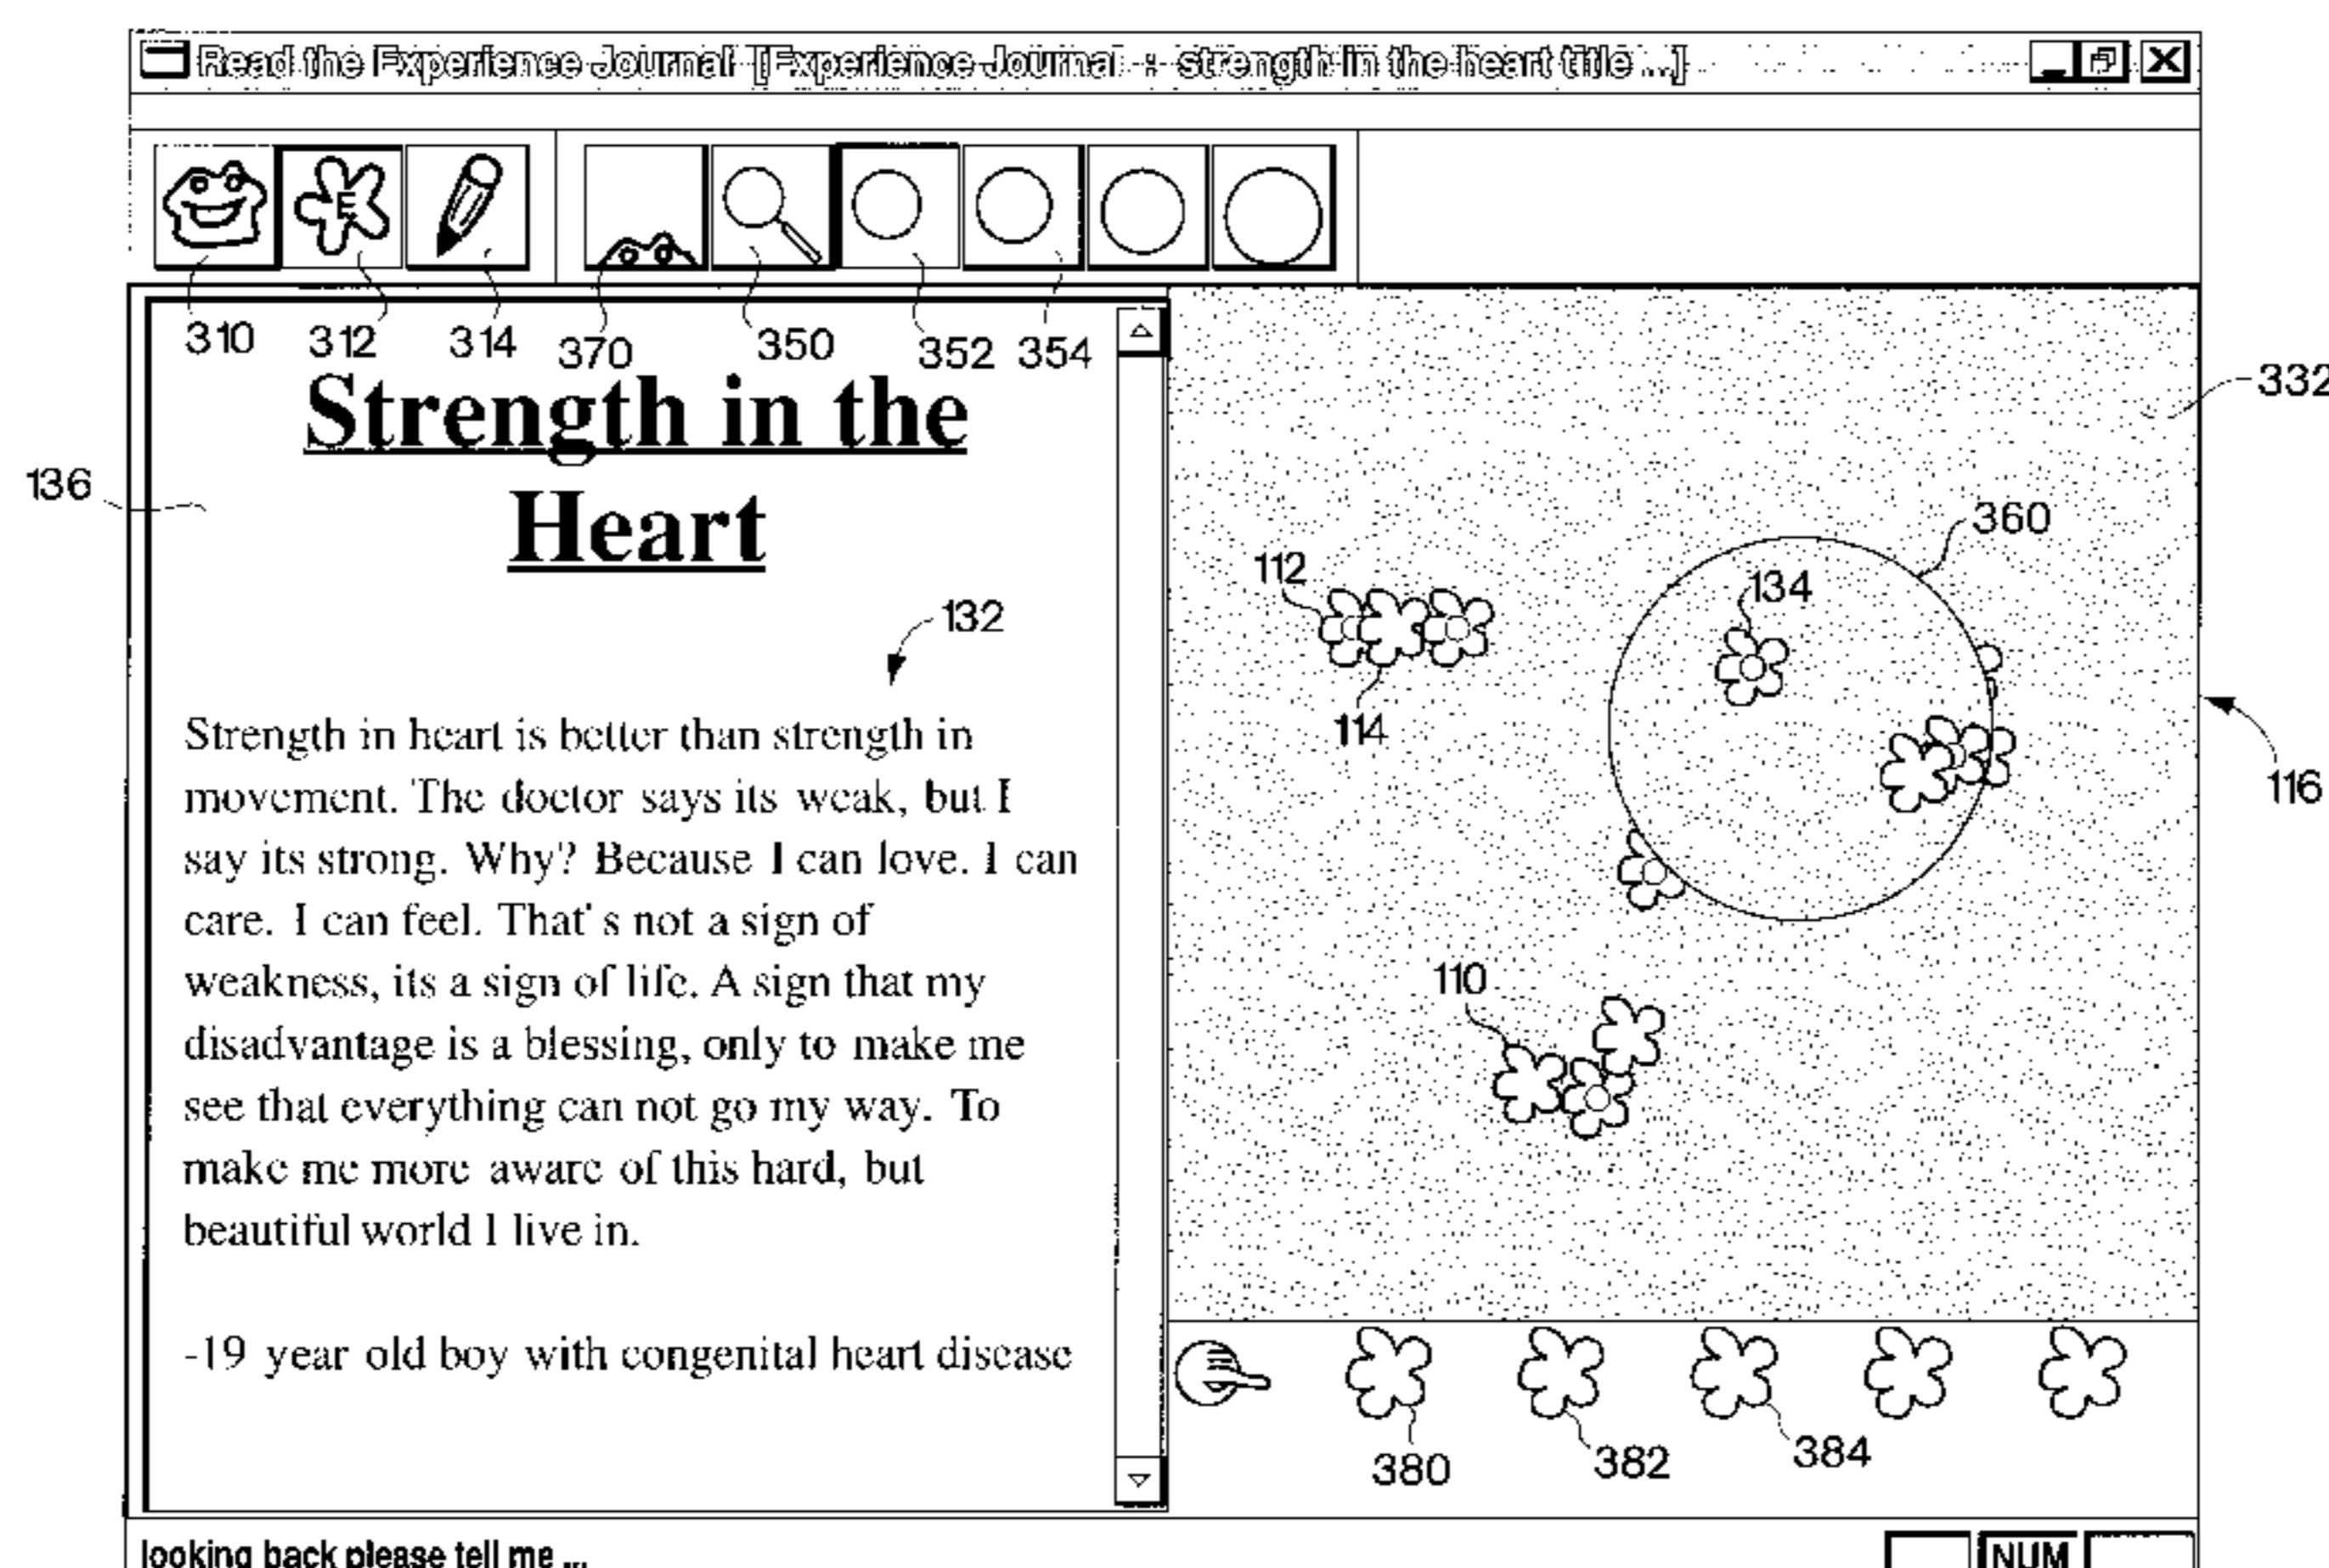 Read the Experience Journal [Experience Journal : strength in the heart title ...]
E
310 312 314 370 350 352 354
332
Strength in the
Heart
136
360
112
134
132
114
116
Strength in heart is better than strength in
movement. The doctor says its weak, but I
say its strong. Why? Because I can love. I can
care. I can feel. That's not a sign of
weakness, its a sign of life. A sign that my
disadvantage is a blessing, only to make me
see that everything can not go my way. To
make me more aware of this hard, but
beautiful world I live in.
-19 year old boy with congenital heart disease
110
380 382 384
looking back please tell me ...
NUM